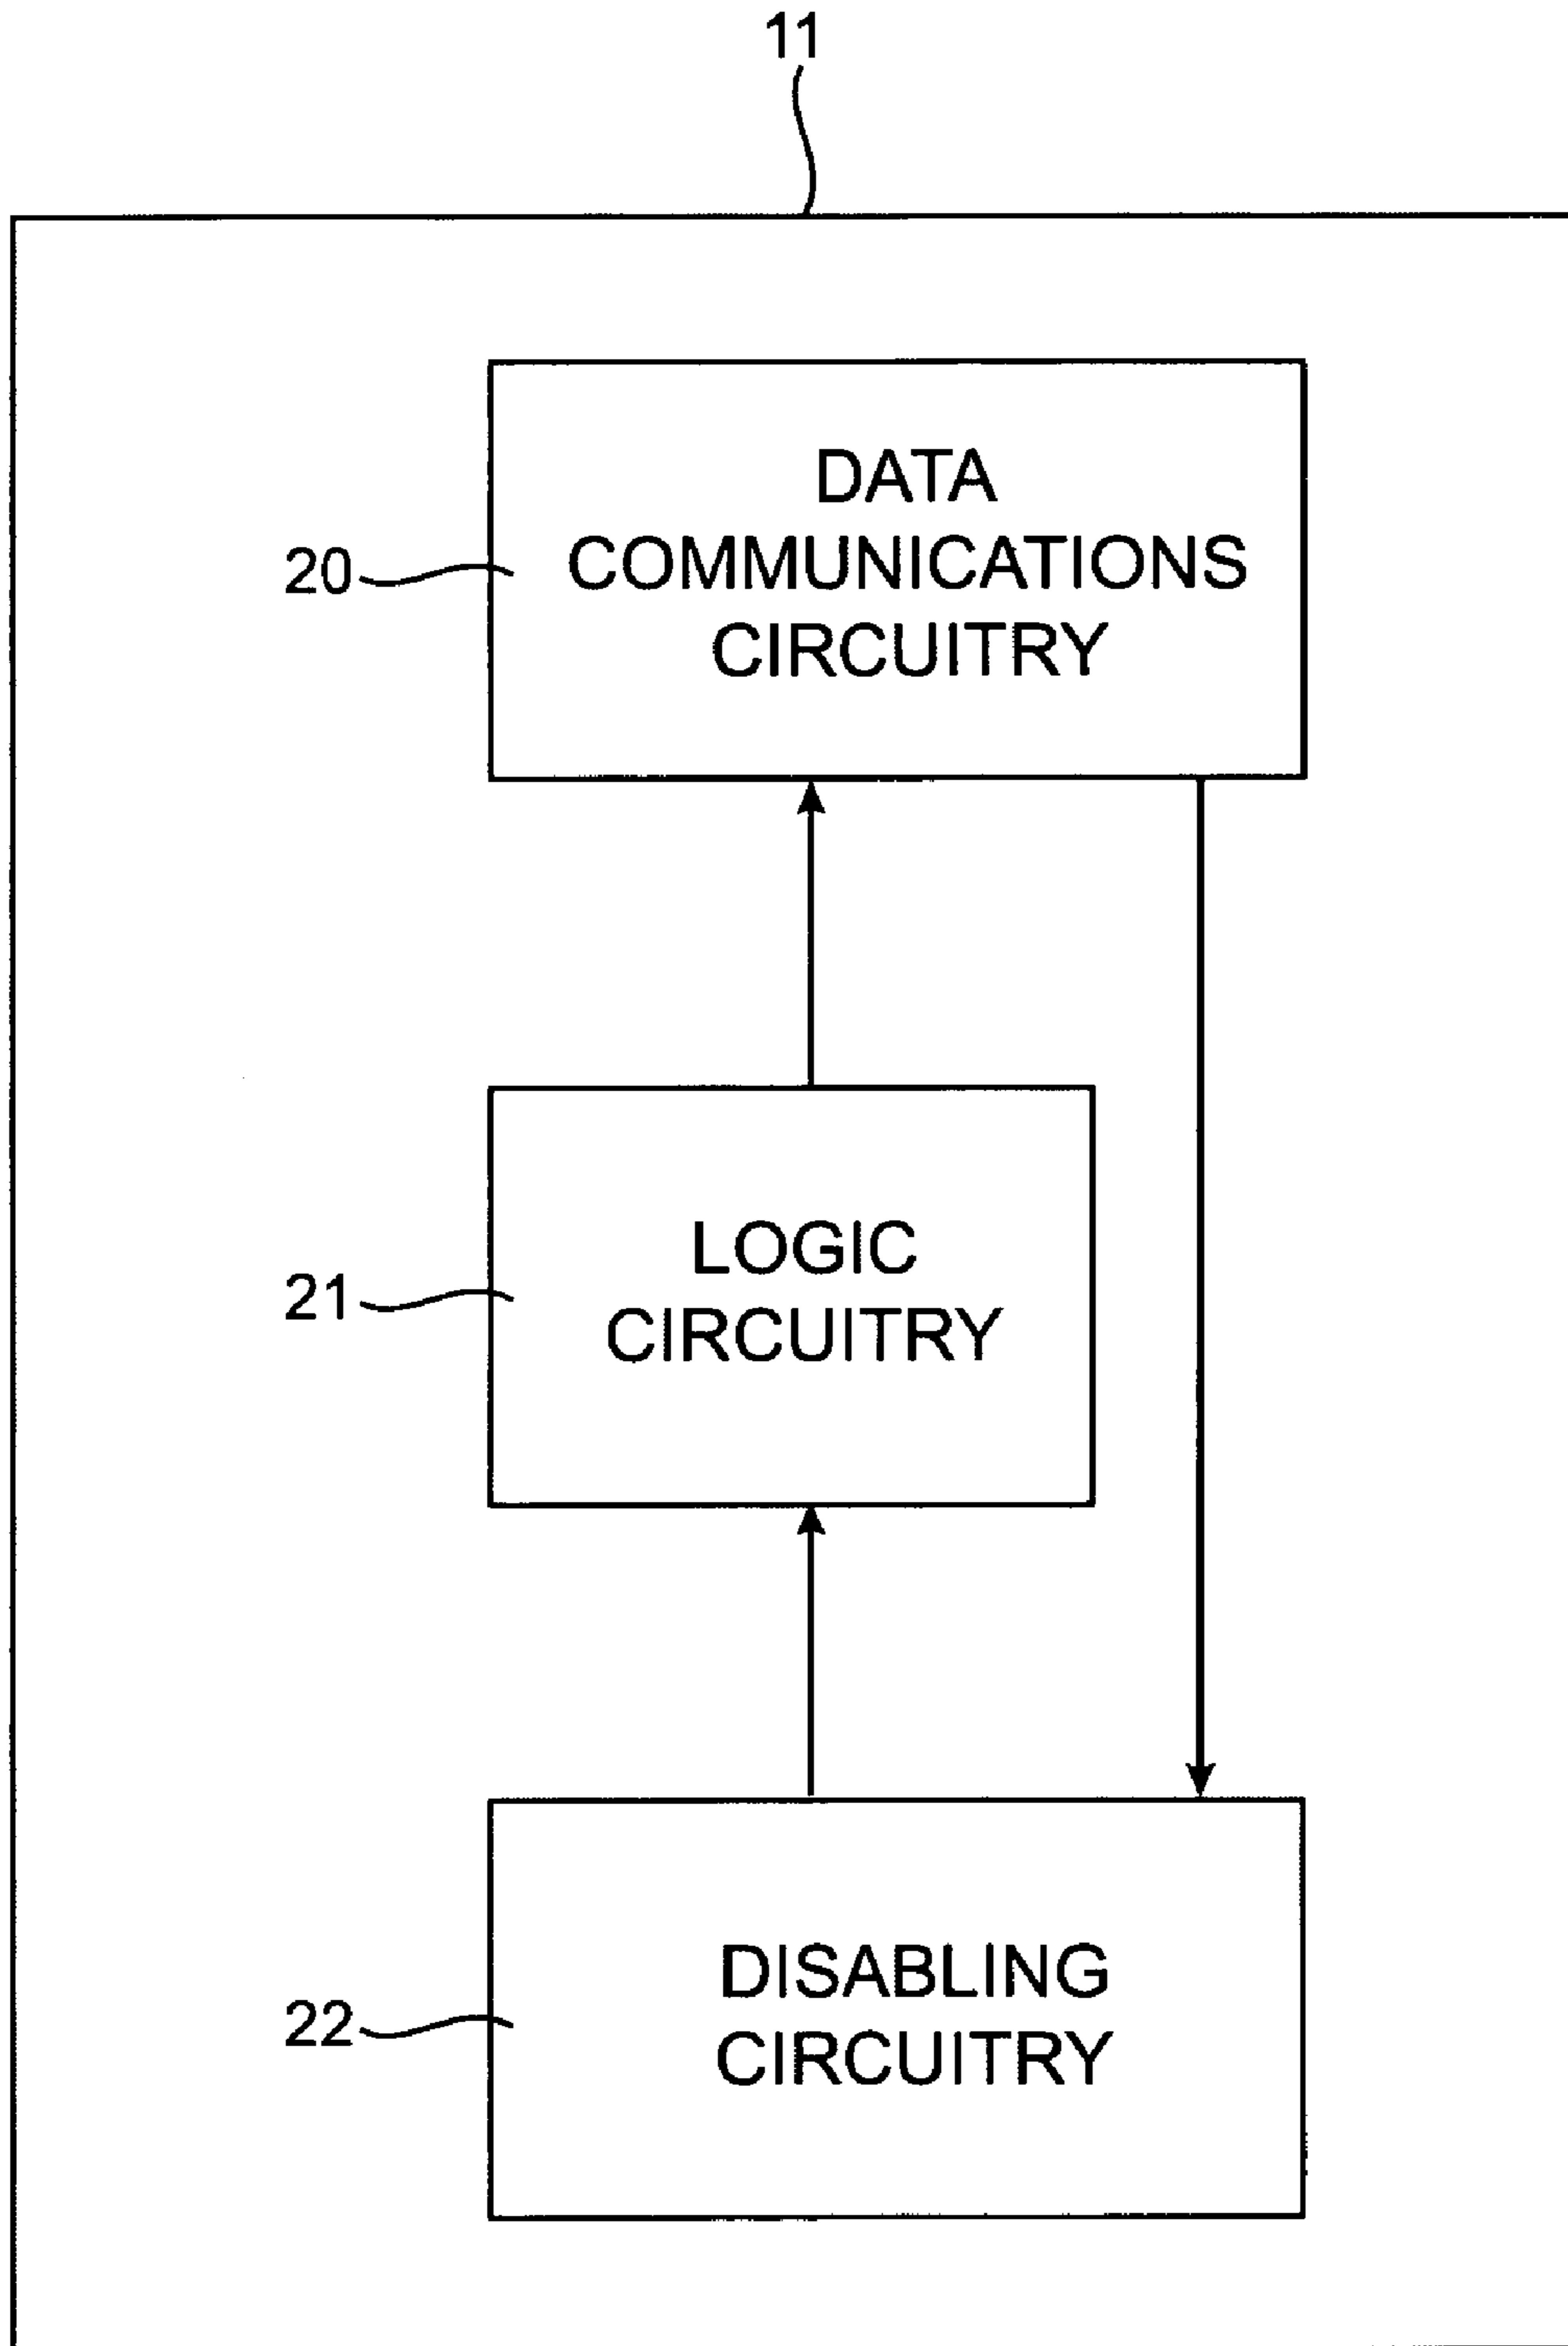 11
20
DATA
COMMUNICATIONS
CIRCUITRY
21
LOGIC
CIRCUITRY
22
DISABLING
CIRCUITRY